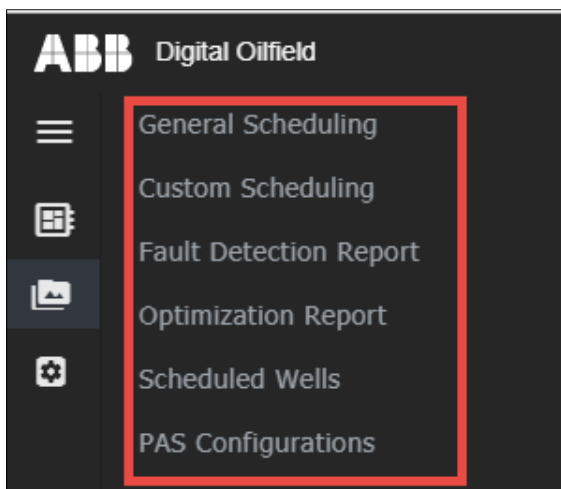 ABB Digital Oilfield
General Scheduling
Custom Scheduling
Fault Detection Report
Optimization Report
Scheduled Wells
PAS Configurations